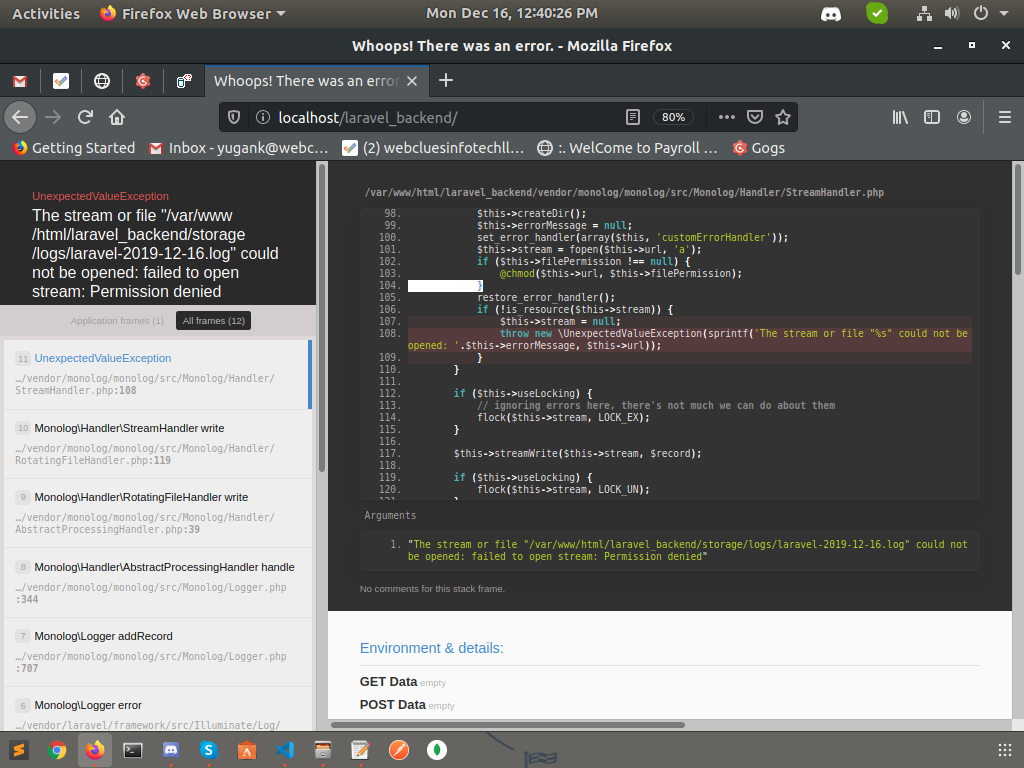 Activities Firefox Web Browser Mon Dec 16, 12:40:26 PM
Whoops! There was an error. - Mozilla Firefox
Whoops! There was an error
localhost/laravel_backend/ 80%
Getting Started Inbox - yugank@webc... (2) webcluesinfotechll... :. WelCome to Payroll ... Gogs
UnexpectedValueException
The stream or file "/var/www
/html/laravel_backend/storage
/logs/laravel-2019-12-16.log" could
not be opened: failed to open
stream: Permission denied
Application frames (1) All frames (12)
11 UnexpectedValueException
…/vendor/monolog/monolog/src/Monolog/Handler/
StreamHandler.php:108
10 Monolog\Handler\StreamHandler write
…/vendor/monolog/monolog/src/Monolog/Handler/
RotatingFileHandler.php:119
9 Monolog\Handler\RotatingFileHandler write
…/vendor/monolog/monolog/src/Monolog/Handler/
AbstractProcessingHandler.php:39
8 Monolog\Handler\AbstractProcessingHandler handle
…/vendor/monolog/monolog/src/Monolog/Logger.php
:344
7 Monolog\Logger addRecord
…/vendor/monolog/monolog/src/Monolog/Logger.php
:707
6 Monolog\Logger error
…/vendor/laravel/framework/src/Illuminate/Log/
/var/www/html/laravel_backend/vendor/monolog/monolog/src/Monolog/Handler/StreamHandler.php
98. $this->createDir();
99. $this->errorMessage = null;
100. set_error_handler(array($this, 'customErrorHandler'));
101. $this->stream = fopen($this->url, 'a');
102. if ($this->filePermission !== null) {
103. @chmod($this->url, $this->filePermission);
104. }
105. restore_error_handler();
106. if (!is_resource($this->stream)) {
107. $this->stream = null;
108. throw new \UnexpectedValueException(sprintf('The stream or file "%s" could not be
opened: '.$this->errorMessage, $this->url));
109. }
110. }
111.
112. if ($this->useLocking) {
113. // ignoring errors here, there's not much we can do about them
114. flock($this->stream, LOCK_EX);
115. }
116.
117. $this->streamWrite($this->stream, $record);
118.
119. if ($this->useLocking) {
120. flock($this->stream, LOCK_UN);
121. }
Arguments
1. "The stream or file "/var/www/html/laravel_backend/storage/logs/laravel-2019-12-16.log" could not
be opened: failed to open stream: Permission denied"
No comments for this stack frame.
Environment & details:
GET Data empty
POST Data empty